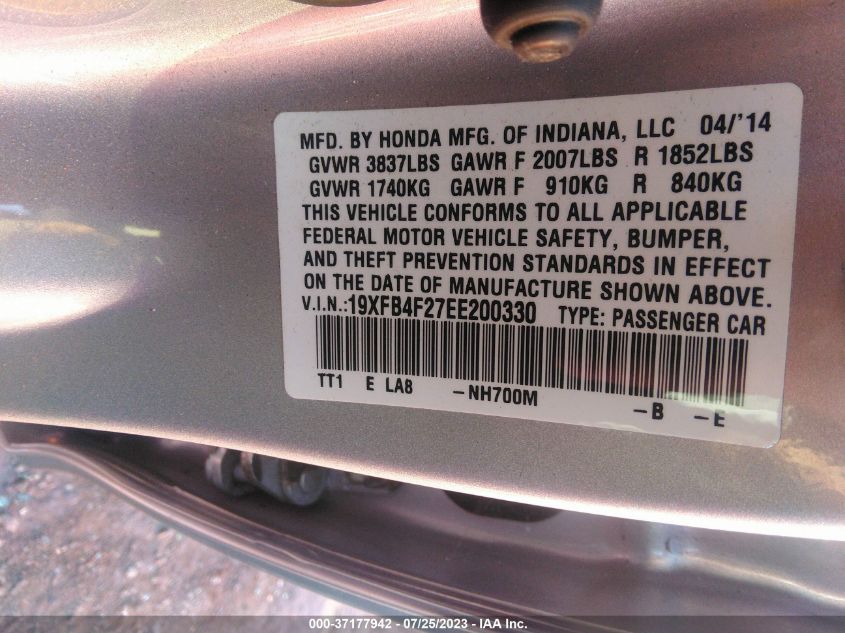 MFD. BY HONDA MFG. OF INDIANA, LLC 04/'14
GVWR 3837LBS GAWR F 2007LBS R 1852LBS
GVWR 1740KG GAWR F 910KG R 840KG
THIS VEHICLE CONFORMS TO ALL APPLICABLE
FEDERAL MOTOR VEHICLE SAFETY, BUMPER,
AND THEFT PREVENTION STANDARDS IN EFFECT
ON THE DATE OF MANUFACTURE SHOWN ABOVE.
V.I.N.:19XFB4F27EE200330 TYPE: PASSENGER CAR
TT1 E LA8 -NH700M -B -E
000-37177942 - 07/25/2023 - IAA Inc.